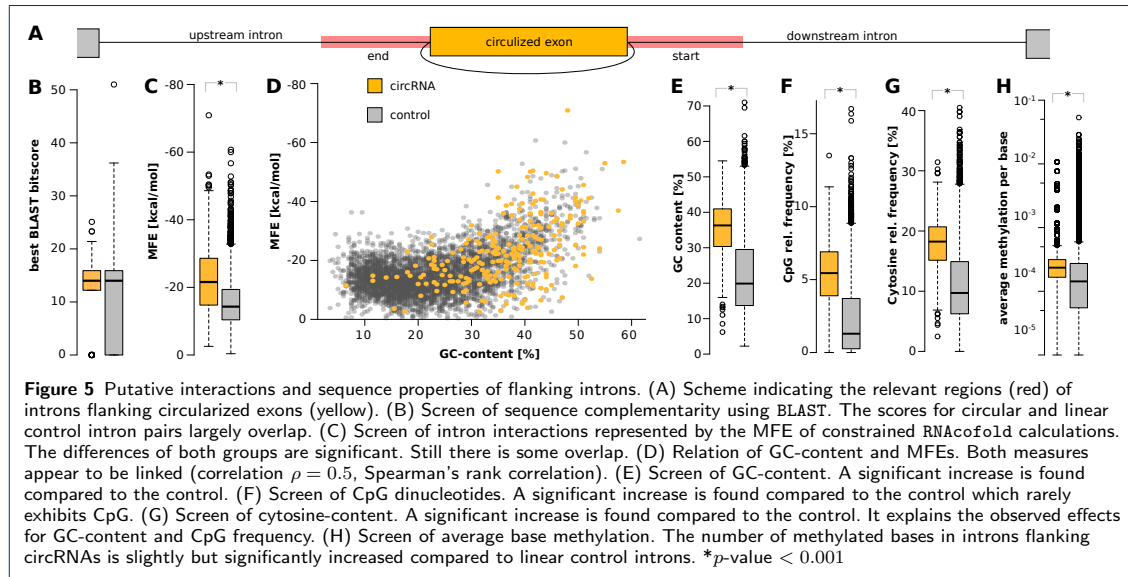 A
upstream intron
circulized exon
downstream intron
end
start
B
best BLAST bitscore
50
40
30
20
10
0
C
*
MFE [kcal/mol]
-80
-60
-40
-20
0
D
MFE [kcal/mol]
-80
-60
-40
-20
0
circRNA
control
10
20
30
40
50
60
GC-content [%]
E
*
GC content [%]
70
60
50
40
30
20
10
0
F
*
CpG rel. frequency [%]
15
10
5
0
G
*
Cytosine rel. frequency [%]
40
30
20
10
0
H
*
average methylation per base
10-1
10-2
10-3
10-4
10-5
Figure 5 Putative interactions and sequence properties of flanking introns. (A) Scheme indicating the relevant regions (red) of
introns flanking circularized exons (yellow). (B) Screen of sequence complementarity using BLAST. The scores for circular and linear
control intron pairs largely overlap. (C) Screen of intron interactions represented by the MFE of constrained RNAcofold calculations.
The differences of both groups are significant. Still there is some overlap. (D) Relation of GC-content and MFEs. Both measures
appear to be linked (correlation ρ = 0.5, Spearman's rank correlation). (E) Screen of GC-content. A significant increase is found
compared to the control. (F) Screen of CpG dinucleotides. A significant increase is found compared to the control which rarely
exhibits CpG. (G) Screen of cytosine-content. A significant increase is found compared to the control. It explains the observed effects
for GC-content and CpG frequency. (H) Screen of average base methylation. The number of methylated bases in introns flanking
circRNAs is slightly but significantly increased compared to linear control introns. *p-value < 0.001